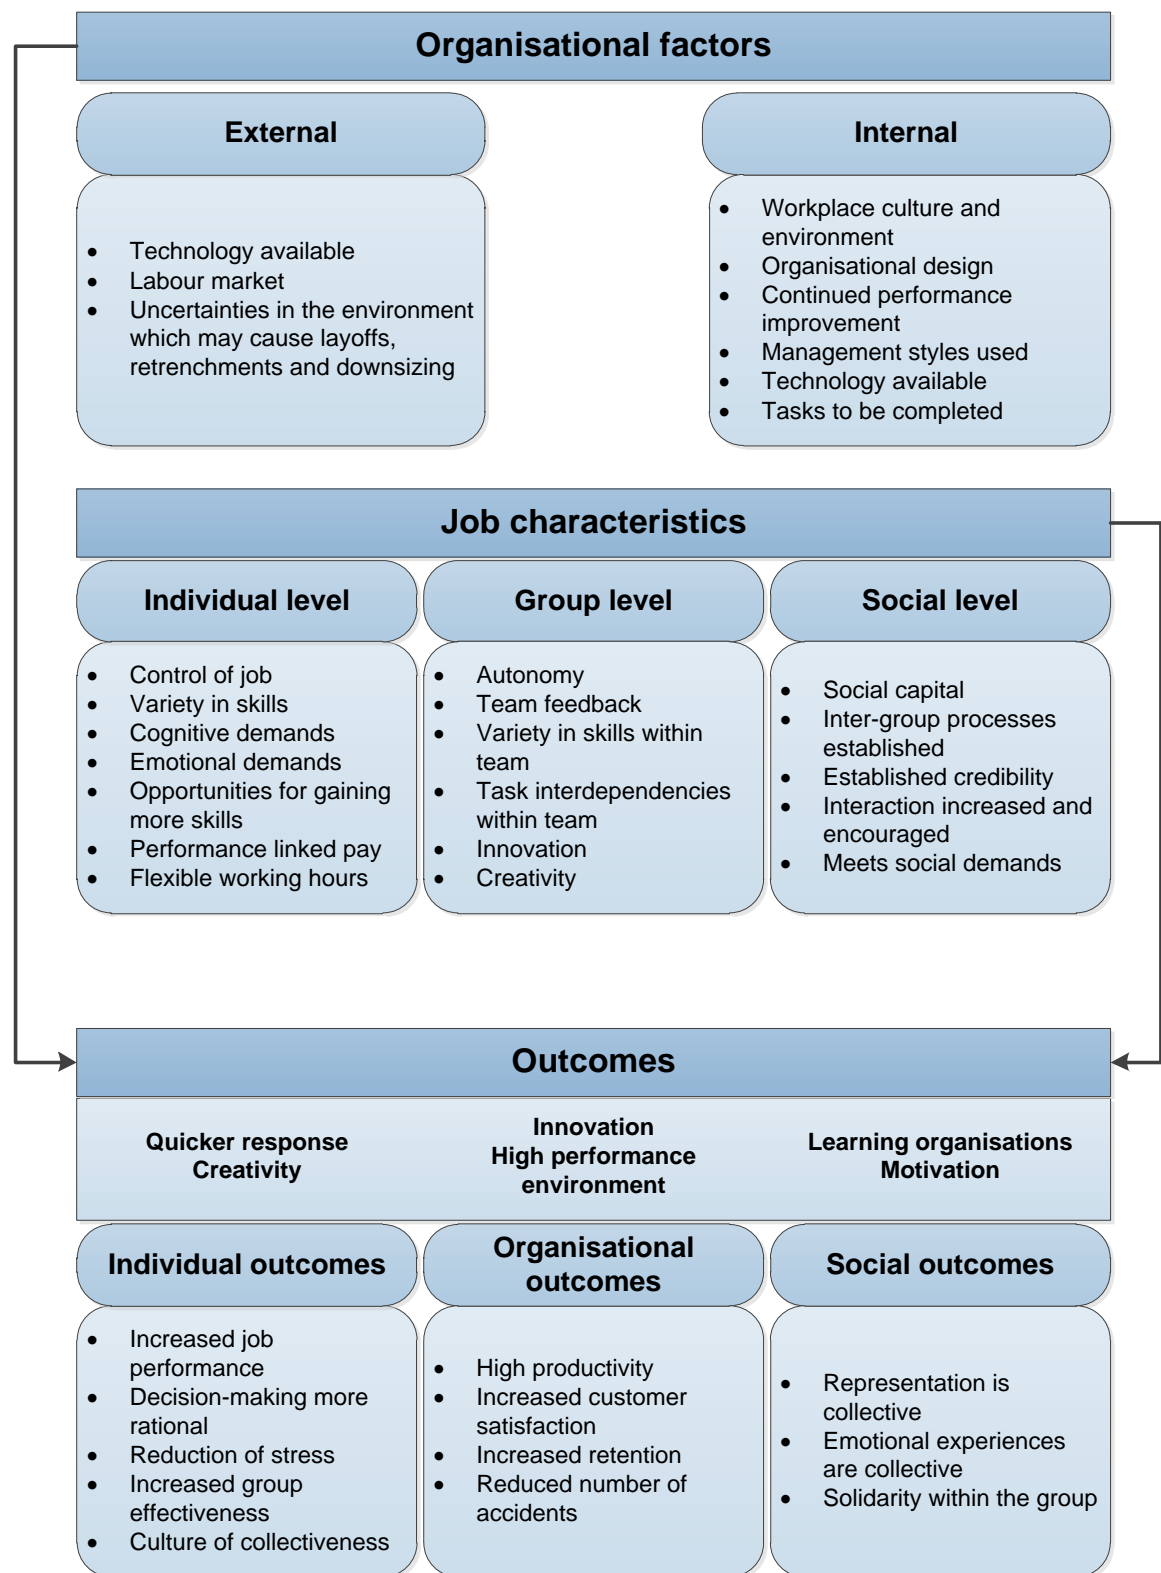 Organisational factors
External
• Technology available
• Labour market
• Uncertainties in the environment
which may cause layoffs,
retrenchments and downsizing
Internal
• Workplace culture and
environment
• Organisational design
• Continued performance
improvement
• Management styles used
• Technology available
• Tasks to be completed
Job characteristics
Individual level
• Control of job
• Variety in skills
• Cognitive demands
• Emotional demands
• Opportunities for gaining
more skills
• Performance linked pay
• Flexible working hours
Group level
• Autonomy
• Team feedback
• Variety in skills within
team
• Task interdependencies
within team
• Innovation
• Creativity
Social level
• Social capital
• Inter-group processes
established
• Established credibility
• Interaction increased and
encouraged
• Meets social demands
Outcomes
Quicker response
Creativity
Innovation
High performance
environment
Learning organisations
Motivation
Individual outcomes
• Increased job
performance
• Decision-making more
rational
• Reduction of stress
• Increased group
effectiveness
• Culture of collectiveness
Organisational
outcomes
• High productivity
• Increased customer
satisfaction
• Increased retention
• Reduced number of
accidents
Social outcomes
• Representation is
collective
• Emotional experiences
are collective
• Solidarity within the group